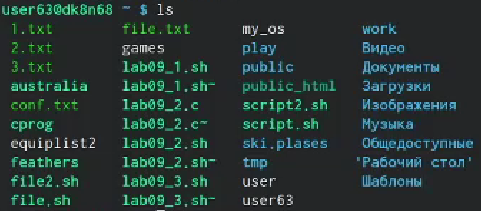 user630dk8n68 ~ $ ls
1.txt file.txt my_os work
2.txt games play Видео
3.txt lab09_1.sh public Документы
australia lab09_1.sh~ public_html Загрузки
conf.txt lab09_2.c script2.sh Изображения
cprog lab09_2.c~ script.sh Музыка
equiplist2 lab09_2.sh ski.plases Общедоступные
feathers lab09_2.sh~ tmp 'Рабочий стол'
file2.sh lab09_3.sh user Шаблоны
file.sh lab09_3.sh~ user63